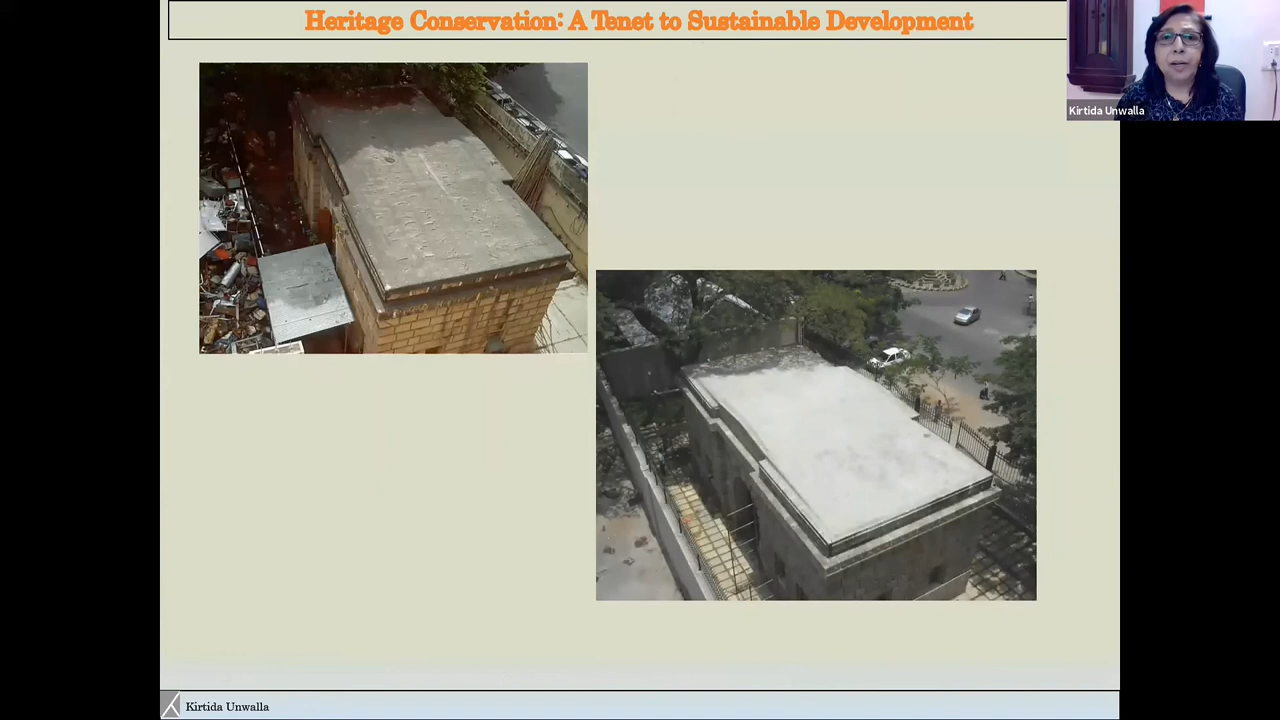 Heritage Conservation: A Tenet to Sustainable Development
Kirtida Unwalla
Kirtida Unwalla